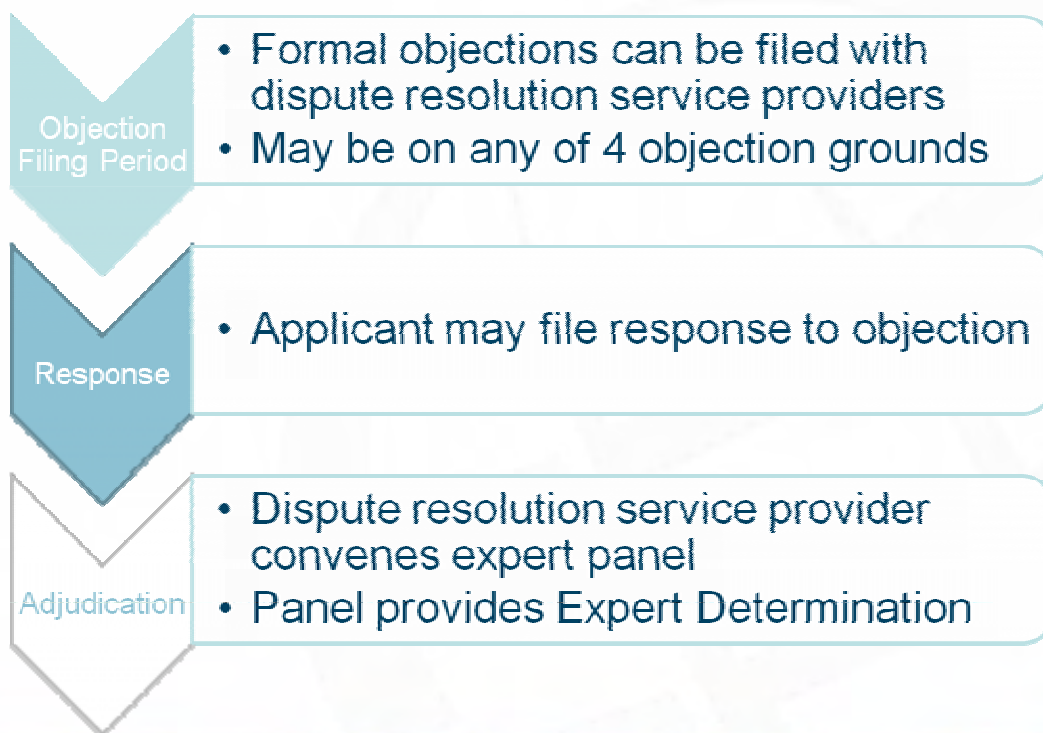 Objection
Filing Period
• Formal objections can be filed with
dispute resolution service providers
• May be on any of 4 objection grounds
Response
• Applicant may file response to objection
Adjudication
• Dispute resolution service provider
convenes expert panel
• Panel provides Expert Determination